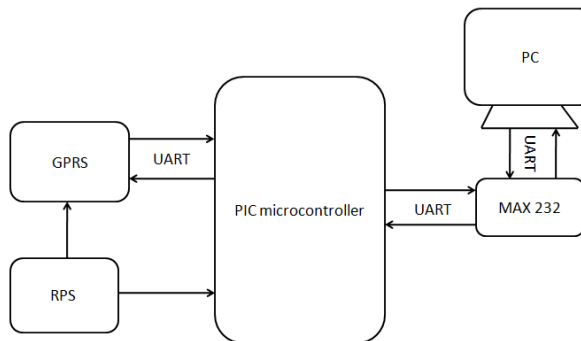 PC
GPRS
UART
UART
PIC microcontroller
UART
MAX 232
RPS